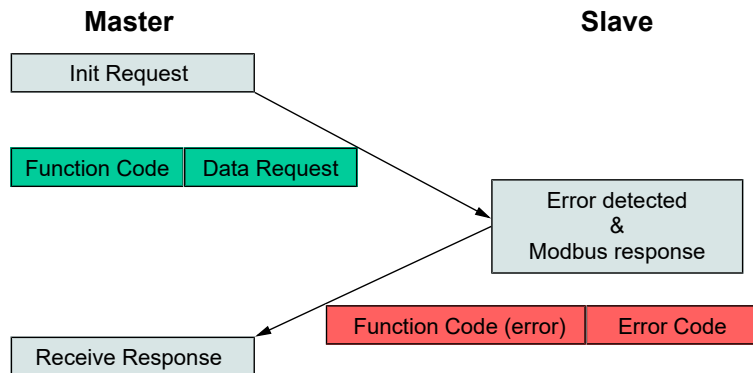 Master
Slave
Init Request
Function Code
Data Request
Error detected
&
Modbus response
Function Code (error)
Error Code
Receive Response